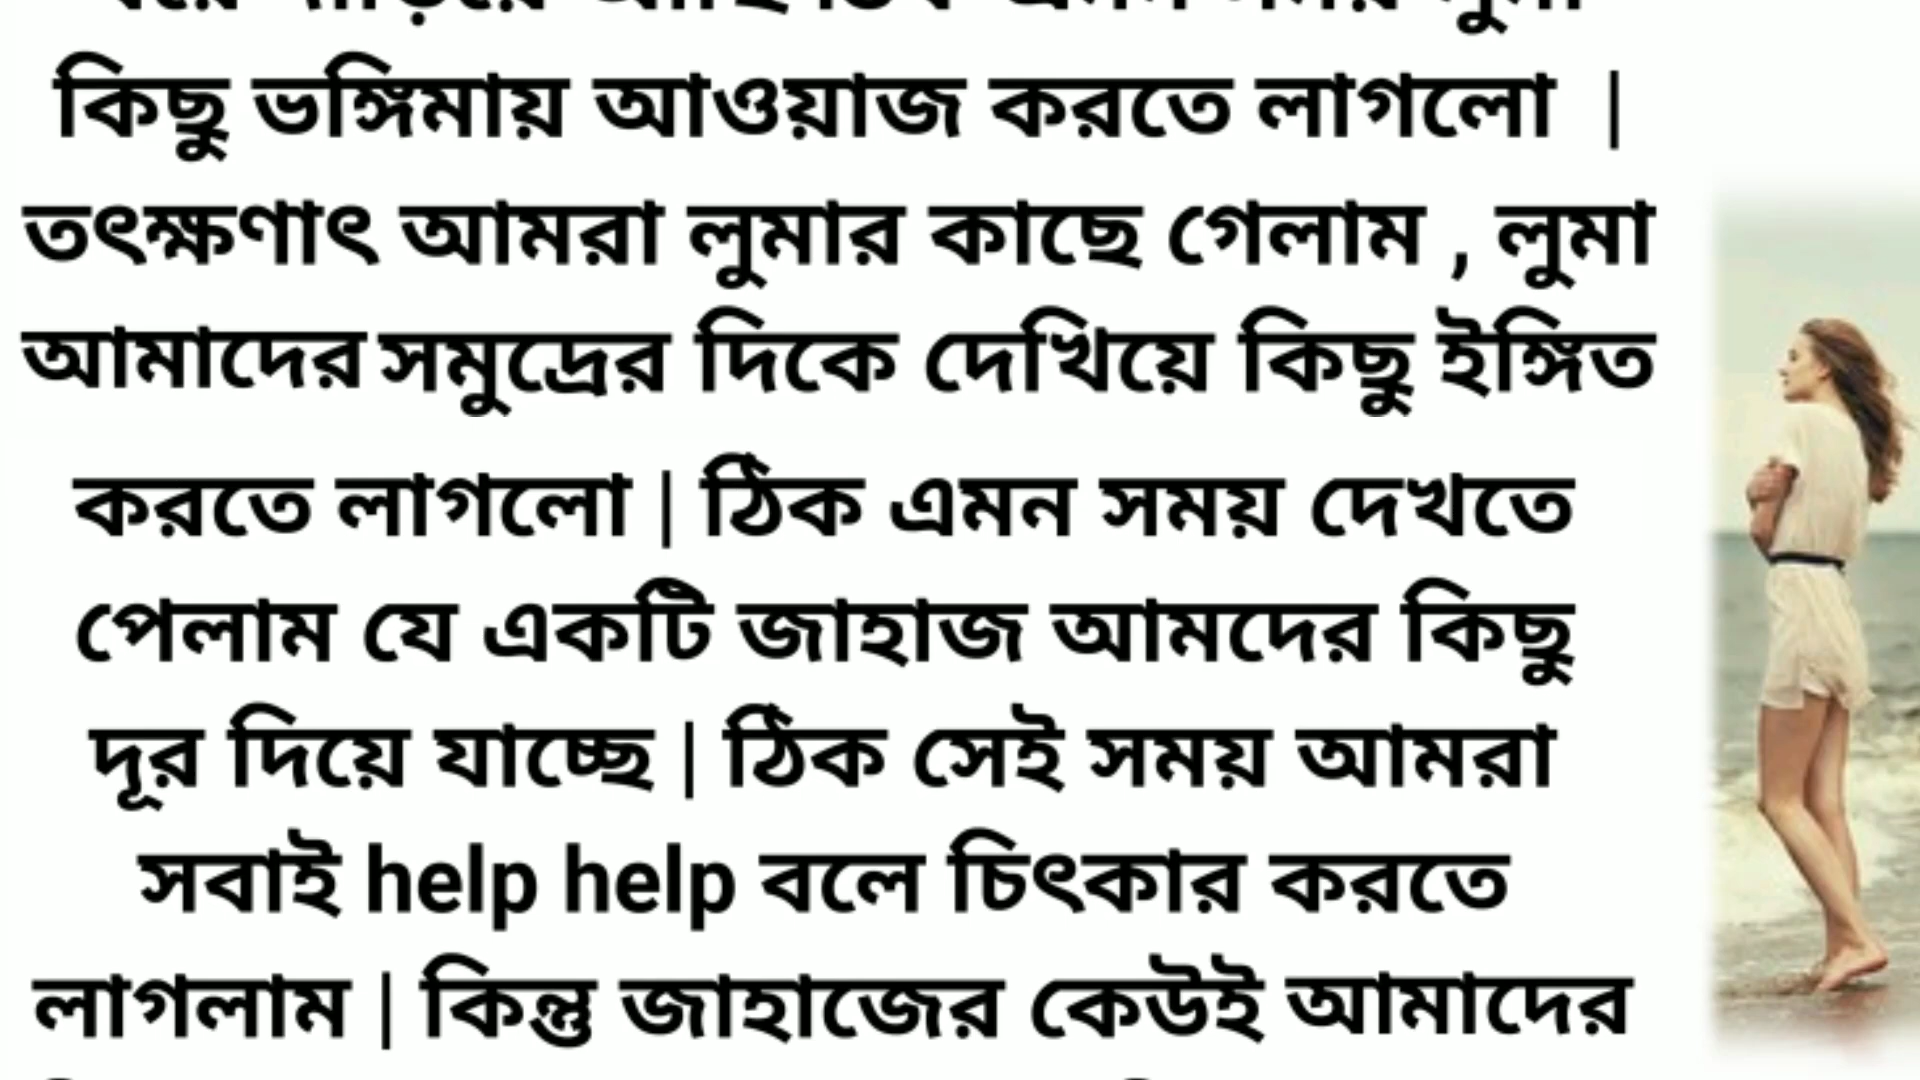 কিছু ভঙ্গিমায় আওয়াজ করতে লাগলো |
তৎক্ষণাৎ আমরা লুমার কাছে গেলাম , লুমা
আমাদের সমুদ্রের দিকে দেখিয়ে কিছু ইঙ্গিত
করতে লাগলো | ঠিক এমন সময় দেখতে
পেলাম যে একটি জাহাজ আমদের কিছু
দূর দিয়ে যাচ্ছে | ঠিক সেই সময় আমরা
সবাই help help বলে চিৎকার করতে
লাগলাম | কিন্তু জাহাজের কেউই আমাদের